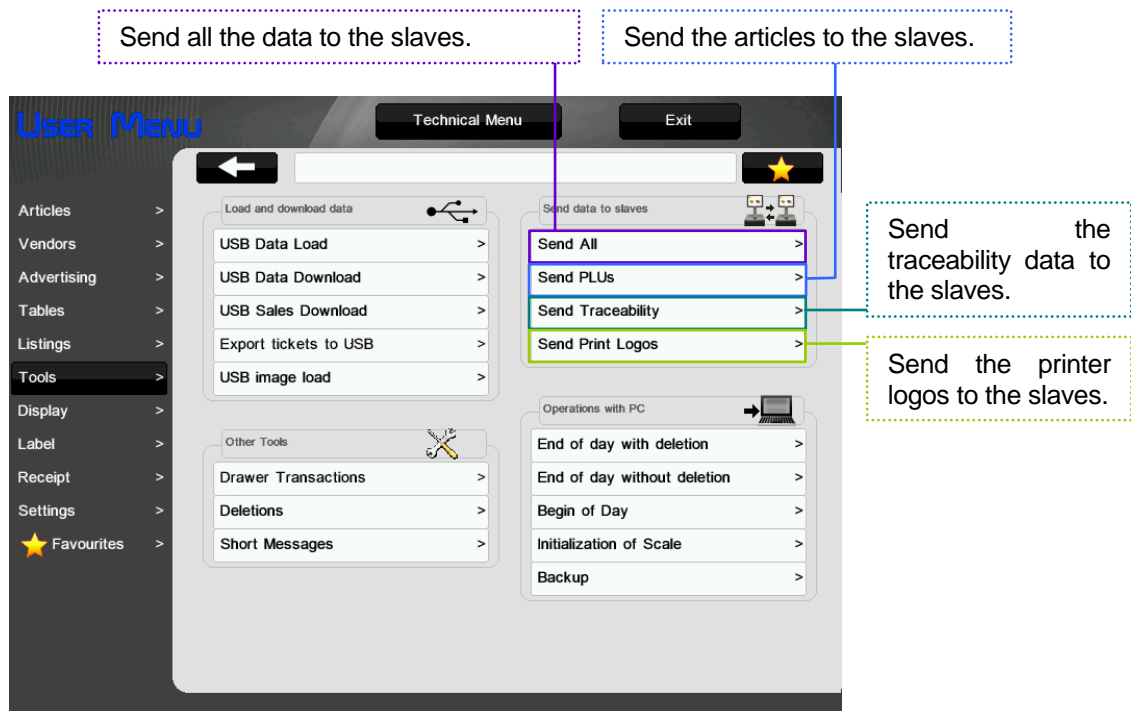 Send all the data to the slaves.
Send the articles to the slaves.
USER MENU
Technical Menu
Exit
Articles >
Vendors >
Advertising >
Tables >
Listings >
Tools >
Display >
Label >
Receipt >
Settings >
Favourites >
Load and download data
USB Data Load >
USB Data Download >
USB Sales Download >
Export tickets to USB >
USB image load >
Other Tools
Drawer Transactions >
Deletions >
Short Messages >
Send data to slaves
Send All >
Send PLUs >
Send Traceability >
Send Print Logos >
Operations with PC
End of day with deletion >
End of day without deletion >
Begin of Day >
Initialization of Scale >
Backup >
Send the
traceability data to
the slaves.
Send the printer
logos to the slaves.